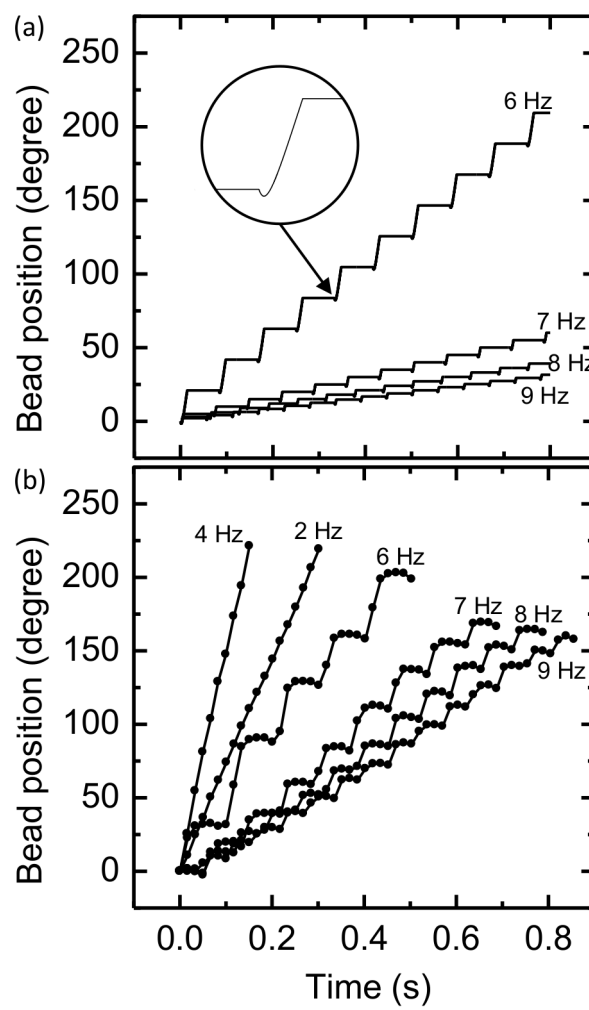 (a)
Bead position (degree)
250
200
150
100
50
0
6 Hz
7 Hz
8 Hz
9 Hz
(b)
Bead position (degree)
250
200
150
100
50
0
4 Hz
2 Hz
6 Hz
7 Hz
8 Hz
9 Hz
0.0 0.2 0.4 0.6 0.8
Time (s)